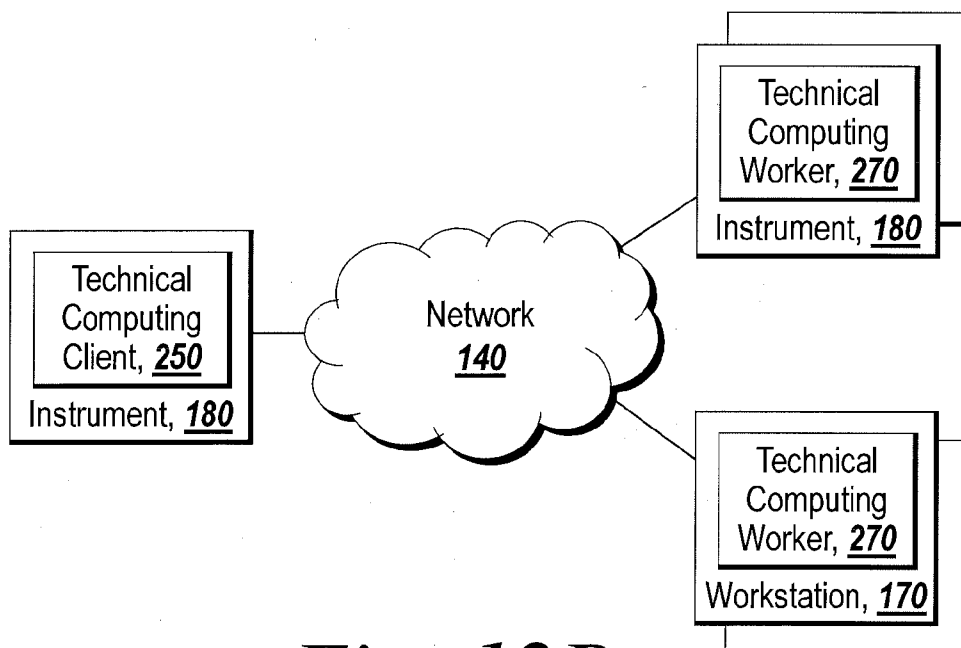 Technical
Computing
Worker, 270
Instrument, 180
Technical
Computing
Client, 250
Instrument, 180
Network
140
Technical
Computing
Worker, 270
Workstation, 170